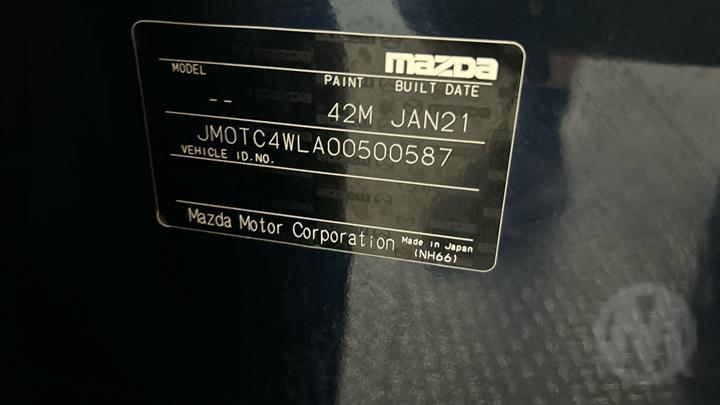 mazda
MODEL PAINT BUILT DATE
-- 42M JAN21
JM0TC4WLA00500587
VEHICLE ID.NO.
Mazda Motor Corporation Made in Japan
(NH66)